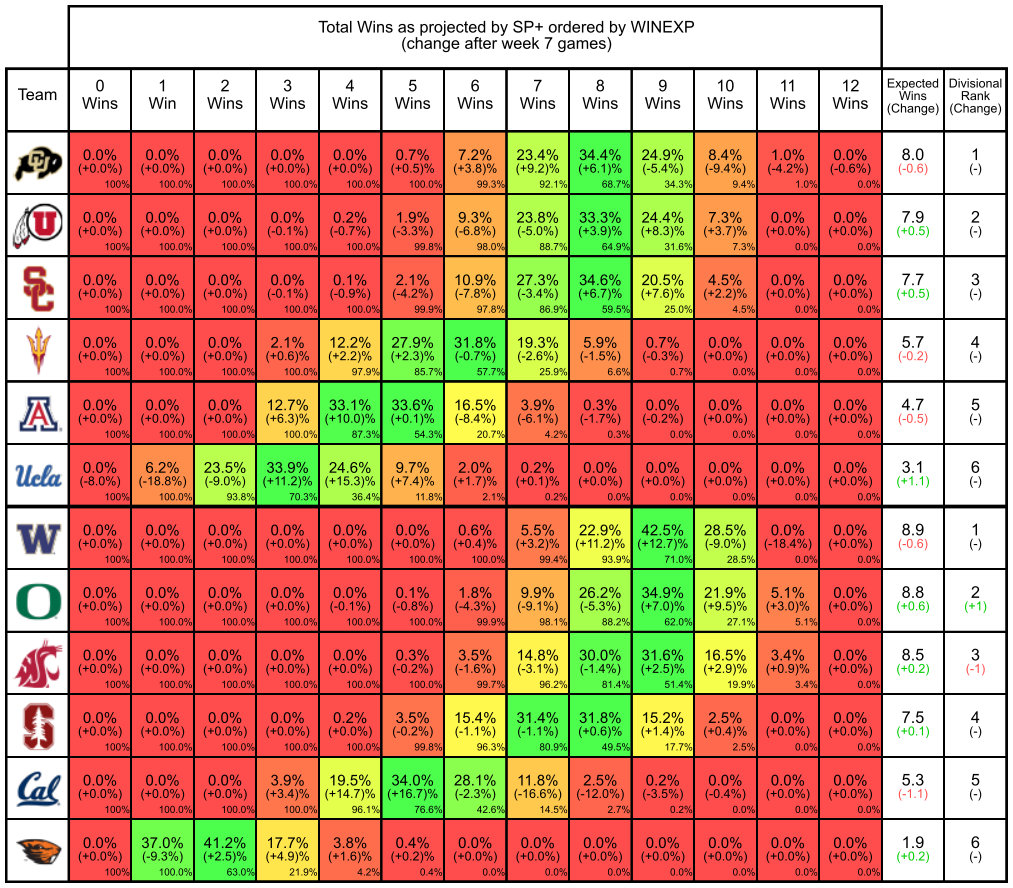 Total Wins as projected by SP+ ordered by WINEXP
(change after week 7 games)
Team
0 Wins
1 Win
2 Wins
3 Wins
4 Wins
5 Wins
6 Wins
7 Wins
8 Wins
9 Wins
10 Wins
11 Wins
12 Wins
Expected Wins (Change)
Divisional Rank (Change)
CU
0.0% 0.0% 0.0% 0.0% 0.0% 0.7% 7.2% 23.4% 34.4% 24.9% 8.4% 1.0% 0.0% 8.0 1
(+0.0%) (+0.0%) (+0.0%) (+0.0%) (+0.0%) (+0.5%) (+3.8%) (+9.2%) (+6.1%) (-5.4%) (-9.4%) (-4.2%) (-0.6%) (-0.6) (-)
100% 100.0% 100.0% 100.0% 100.0% 100.0% 99.3% 92.1% 68.7% 34.3% 9.4% 1.0% 0.0%
U
0.0% 0.0% 0.0% 0.0% 0.2% 1.9% 9.3% 23.8% 33.3% 24.4% 7.3% 0.0% 0.0% 7.9 2
(+0.0%) (+0.0%) (+0.0%) (-0.1%) (-0.7%) (-3.3%) (-6.8%) (-5.0%) (+3.9%) (+8.3%) (+3.7%) (+0.0%) (+0.0%) (+0.5) (-)
100% 100.0% 100.0% 100.0% 100.0% 99.8% 98.0% 88.7% 64.9% 31.6% 7.3% 0.0% 0.0%
SC
0.0% 0.0% 0.0% 0.0% 0.1% 2.1% 10.9% 27.3% 34.6% 20.5% 4.5% 0.0% 0.0% 7.7 3
(+0.0%) (+0.0%) (+0.0%) (-0.1%) (-0.9%) (-4.2%) (-7.8%) (-3.4%) (+6.7%) (+7.6%) (+2.2%) (+0.0%) (+0.0%) (+0.5) (-)
100% 100.0% 100.0% 100.0% 100.0% 99.9% 97.8% 86.9% 59.5% 25.0% 4.5% 0.0% 0.0%
0.0% 0.0% 0.0% 2.1% 12.2% 27.9% 31.8% 19.3% 5.9% 0.7% 0.0% 0.0% 0.0% 5.7 4
(+0.0%) (+0.0%) (+0.0%) (+0.6%) (+2.2)% (+2.3)% (-0.7)% (-2.6%) (-1.5%) (-0.3%) (+0.0%) (+0.0%) (+0.0%) (-0.2) (-)
100% 100.0% 100.0% 100.0% 97.9% 85.7% 57.7% 25.9% 6.6% 0.7% 0.0% 0.0% 0.0%
A
0.0% 0.0% 0.0% 12.7% 33.1% 33.6% 16.5% 3.9% 0.3% 0.0% 0.0% 0.0% 0.0% 4.7 5
(+0.0%) (+0.0%) (+0.0%) (+6.3)% (+10.0)% (+0.1)% (-8.4)% (-6.1%) (-1.7%) (-0.2%) (+0.0%) (+0.0%) (+0.0%) (-0.5) (-)
100% 100.0% 100.0% 100.0% 87.3% 54.3% 20.7% 4.2% 0.3% 0.0% 0.0% 0.0% 0.0%
Ucla
0.0% 6.2% 23.5% 33.9% 24.6% 9.7% 2.0% 0.2% 0.0% 0.0% 0.0% 0.0% 0.0% 3.1 6
(-8.0%) (-18.8%) (-9.0%) (+11.2)% (+15.3)% (+7.4)% (+1.7)% (+0.1)% (+0.0%) (+0.0%) (+0.0%) (+0.0%) (+0.0%) (+1.1) (-)
100% 100.0% 93.8% 70.3% 36.4% 11.8% 2.1% 0.2% 0.0% 0.0% 0.0% 0.0% 0.0%
W
0.0% 0.0% 0.0% 0.0% 0.0% 0.0% 0.6% 5.5% 22.9% 42.5% 28.5% 0.0% 0.0% 8.9 1
(+0.0%) (+0.0%) (+0.0%) (+0.0%) (+0.0%) (+0.0%) (+0.4)% (+3.2)% (+11.2)% (+12.7)% (-9.0%) (-18.4%) (+0.0%) (-0.6) (-)
100% 100.0% 100.0% 100.0% 100.0% 100.0% 100.0% 99.4% 93.9% 71.0% 28.5% 0.0% 0.0%
O
0.0% 0.0% 0.0% 0.0% 0.0% 0.1% 1.8% 9.9% 26.2% 34.9% 21.9% 5.1% 0.0% 8.8 2
(+0.0%) (+0.0%) (+0.0%) (+0.0%) (-0.1%) (-0.8%) (-4.3%) (-9.1%) (-5.3%) (+7.0%) (+9.5%) (+3.0%) (+0.0%) (+0.6) (+1)
100% 100.0% 100.0% 100.0% 100.0% 100.0% 99.9% 98.1% 88.2% 62.0% 27.1% 5.1% 0.0%
WSC
0.0% 0.0% 0.0% 0.0% 0.0% 0.3% 3.5% 14.8% 30.0% 31.6% 16.5% 3.4% 0.0% 8.5 3
(+0.0%) (+0.0%) (+0.0%) (+0.0%) (+0.0%) (-0.2%) (-1.6%) (-3.1%) (-1.4%) (+2.5%) (+2.9%) (+0.9%) (+0.0%) (+0.2) (-1)
100% 100.0% 100.0% 100.0% 100.0% 100.0% 99.7% 96.2% 81.4% 51.4% 19.9% 3.4% 0.0%
S
0.0% 0.0% 0.0% 0.0% 0.2% 3.5% 15.4% 31.4% 31.8% 15.2% 2.5% 0.0% 0.0% 7.5 4
(+0.0%) (+0.0%) (+0.0%) (+0.0%) (+0.0%) (-0.2%) (-1.1%) (-1.1%) (+0.6%) (+1.4%) (+0.4%) (+0.0%) (+0.0%) (+0.1) (-)
100% 100.0% 100.0% 100.0% 100.0% 99.8% 96.3% 80.9% 49.5% 17.7% 2.5% 0.0% 0.0%
Cal
0.0% 0.0% 0.0% 3.9% 19.5% 34.0% 28.1% 11.8% 2.5% 0.2% 0.0% 0.0% 0.0% 5.3 5
(+0.0%) (+0.0%) (+0.0%) (+3.4)% (+14.7)% (+16.7)% (-2.3%) (-16.6%) (-12.0%) (-3.5%) (-0.4%) (+0.0%) (+0.0%) (-1.1) (-)
100% 100.0% 100.0% 100.0% 96.1% 76.6% 42.6% 14.5% 2.7% 0.2% 0.0% 0.0% 0.0%
0.0% 37.0% 41.2% 17.7% 3.8% 0.4% 0.0% 0.0% 0.0% 0.0% 0.0% 0.0% 0.0% 1.9 6
(+0.0%) (-9.3%) (+2.5)% (+4.9)% (+1.6)% (+0.2)% (+0.0%) (+0.0%) (+0.0%) (+0.0%) (+0.0%) (+0.0%) (+0.0%) (+0.2) (-)
100% 100.0% 63.0% 21.9% 4.2% 0.4% 0.0% 0.0% 0.0% 0.0% 0.0% 0.0% 0.0%